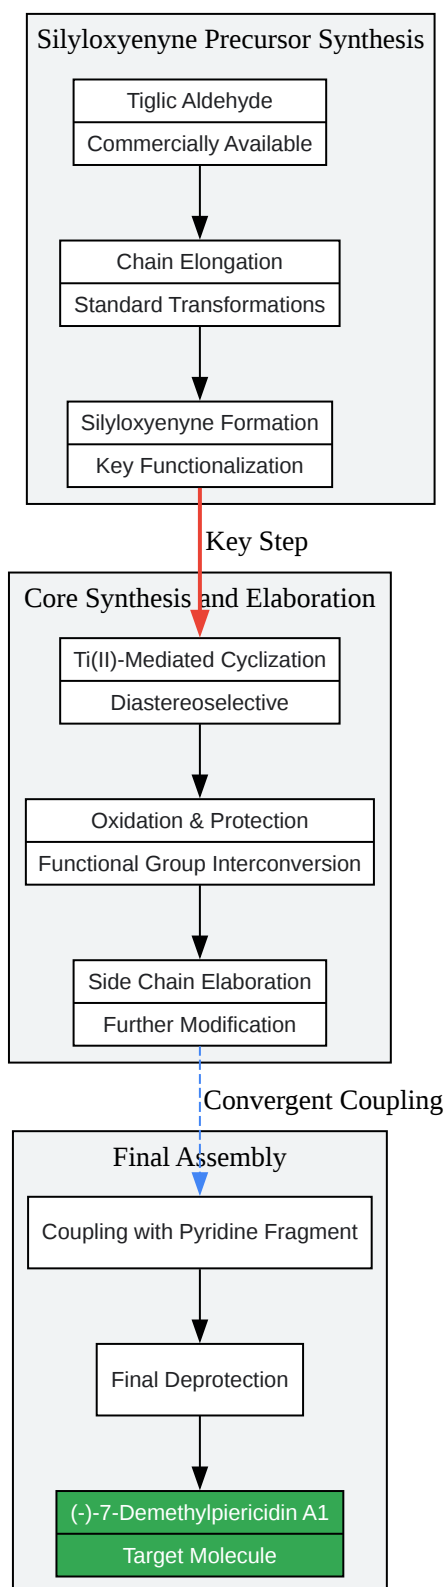 Silyloxyenyne Precursor Synthesis
Tiglic Aldehyde
Commercially Available
Chain Elongation
Standard Transformations
Silyloxyenyne Formation
Key Functionalization
Key Step
Core Synthesis and Elaboration
Ti(II)-Mediated Cyclization
Diastereoselective
Oxidation & Protection
Functional Group Interconversion
Side Chain Elaboration
Further Modification
Convergent Coupling
Final Assembly
Coupling with Pyridine Fragment
Final Deprotection
(-)-7-Demethylpiericidin A1
Target Molecule